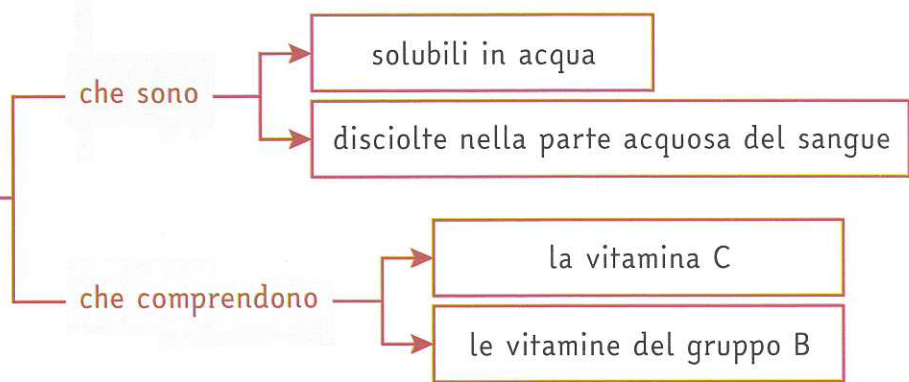 solubili in acqua
che sono
disciolte nella parte acquosa del sangue
la vitamina C
che comprendono
le vitamine del gruppo B